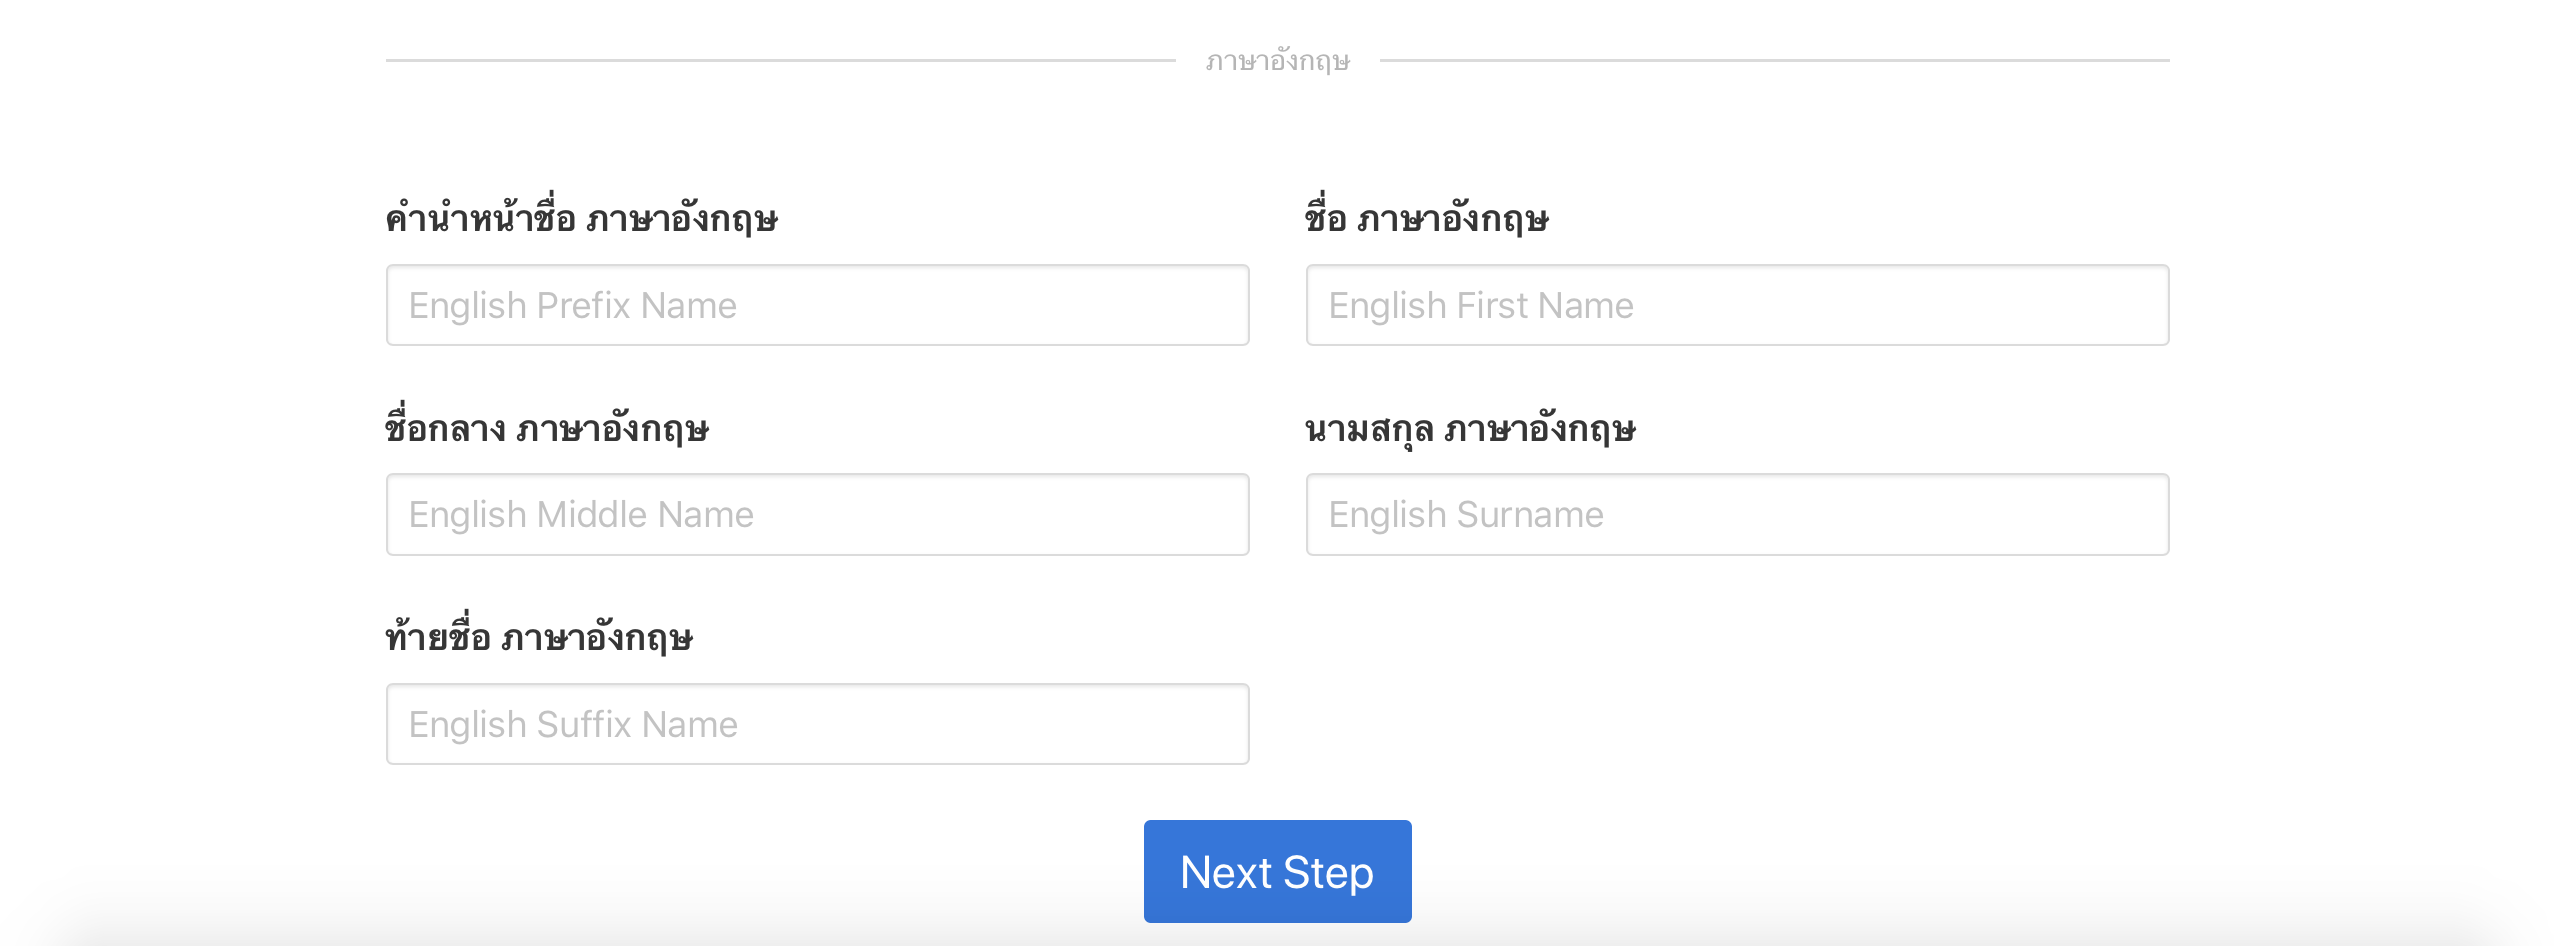 ภาษาอังกฤษ
คำนำหน้าชื่อ ภาษาอังกฤษ
English Prefix Name
ชื่อ ภาษาอังกฤษ
English First Name
ชื่อกลาง ภาษาอังกฤษ
English Middle Name
นามสกุล ภาษาอังกฤษ
English Surname
ท้ายชื่อ ภาษาอังกฤษ
English Suffix Name
Next Step